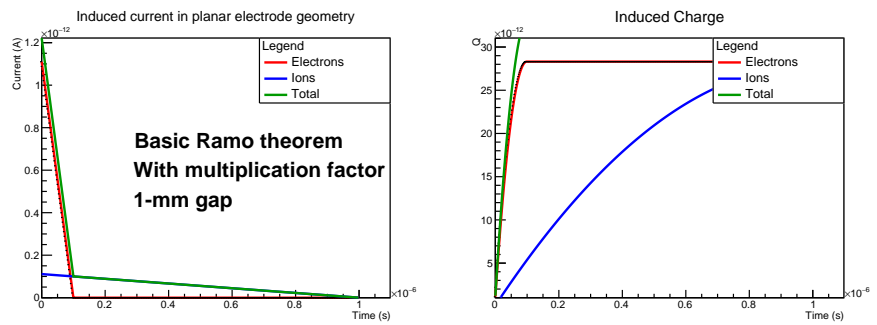 Induced current in planar electrode geometry
×10⁻¹²
Current (A)
1.2
1
0.8
0.6
0.4
0.2
0
Legend
Electrons
Ions
Total
Basic Ramo theorem
With multiplication factor
1-mm gap
0 0.2 0.4 0.6 0.8 1
×10⁻⁶
Time (s)
Induced Charge
×10⁻¹²
Q
30
25
20
15
10
5
Legend
Electrons
Ions
Total
0 0.2 0.4 0.6 0.8 1
×10⁻⁶
Time (s)